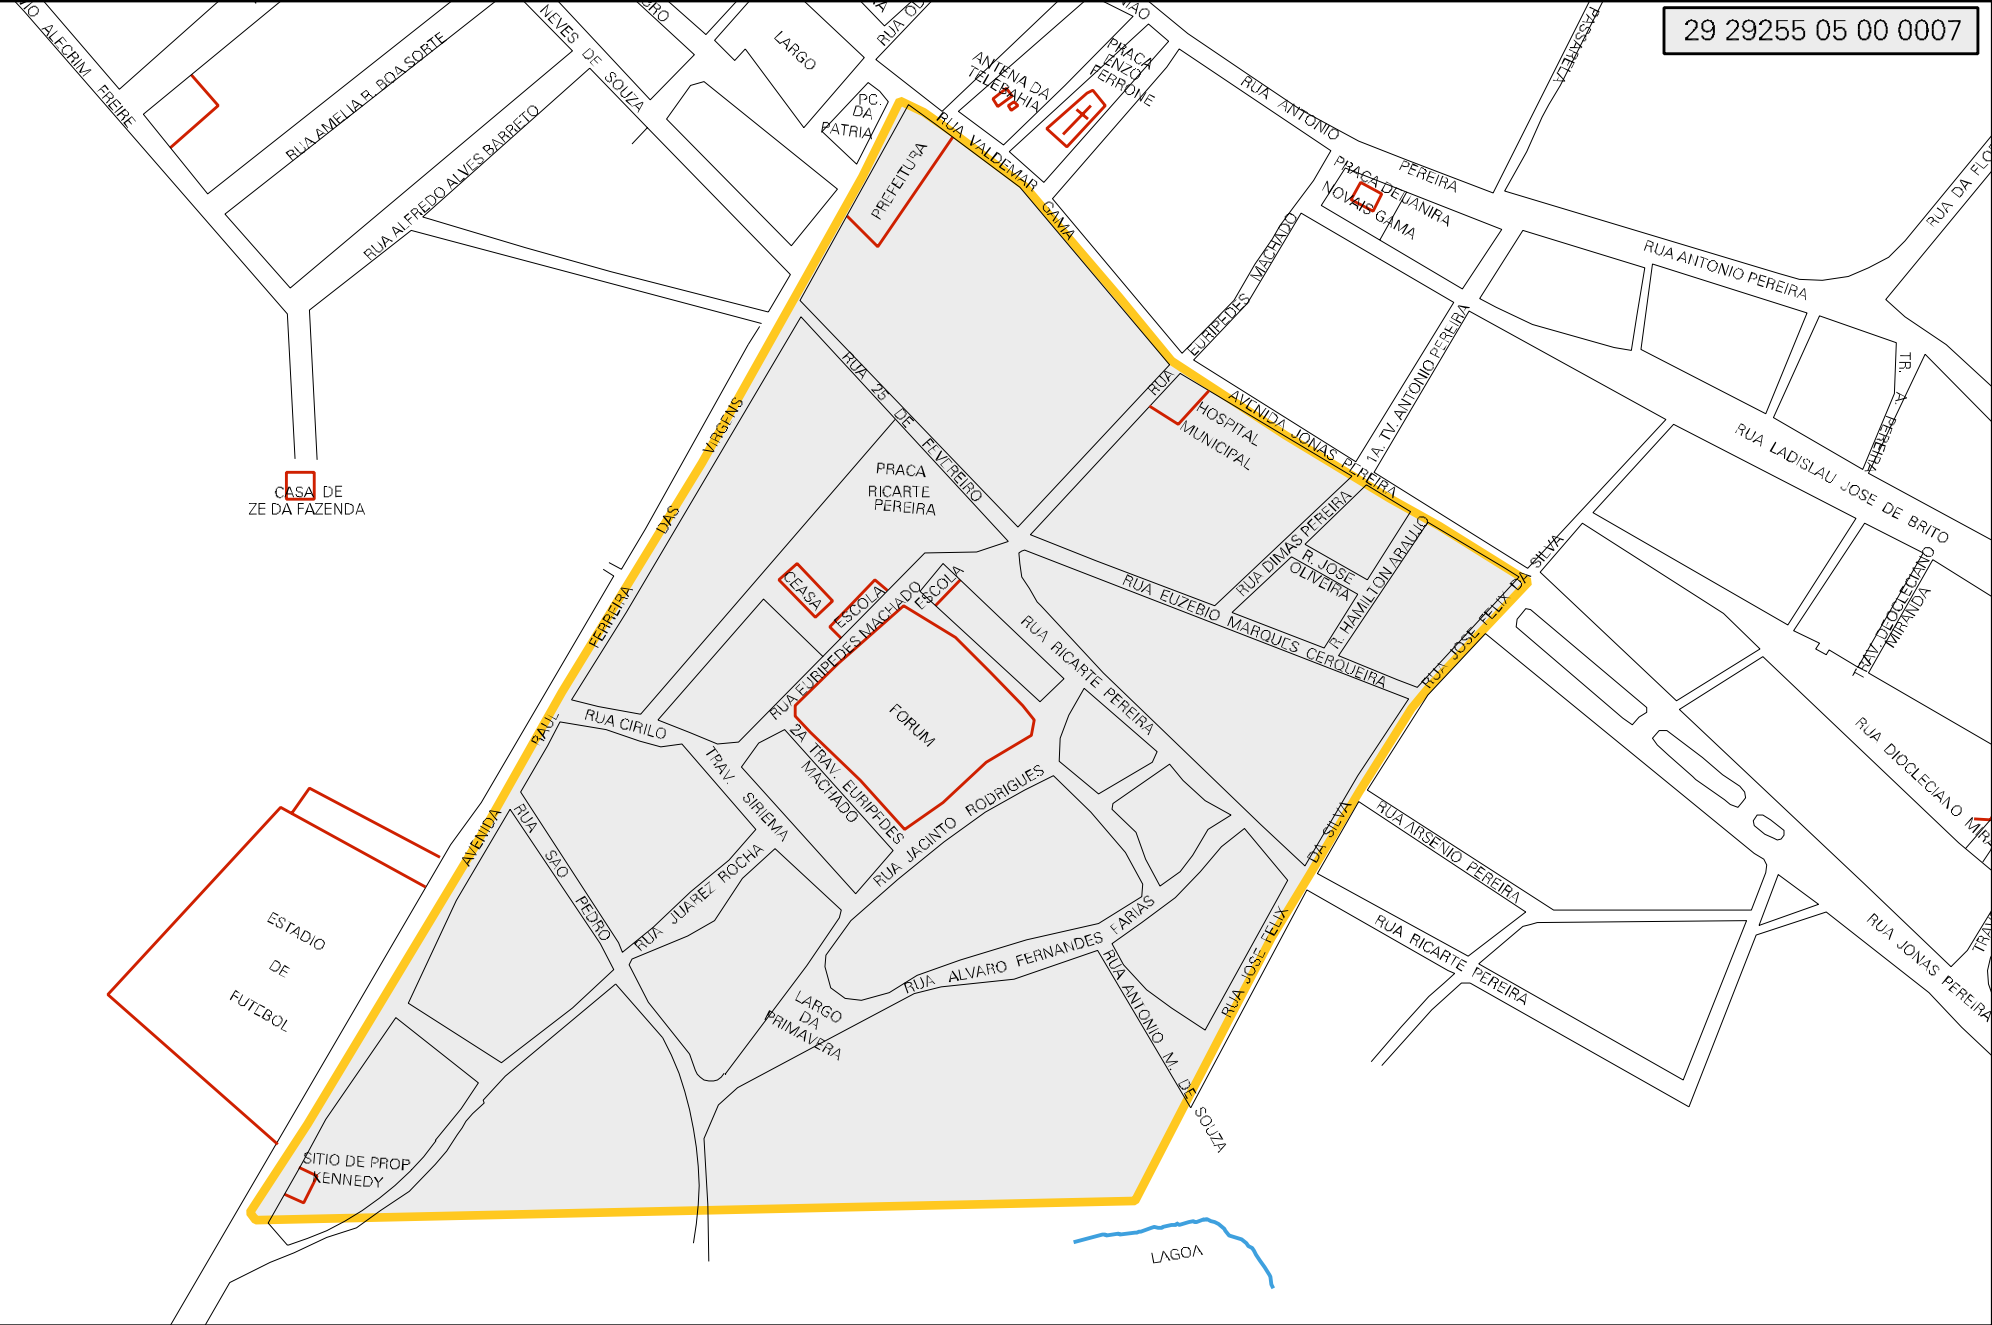 29 29255 05 00 0007
ALECRIM FREIRE
NEVES DE SOUZA
LARGO
RUA
PASSARELA
RUA AMELIA R. BOA SORTE
RUA ALFREDO ALVES BARRETO
PC.
DA
PATRIA
ANTENA DA
TELEBAHIA
PRACA
ENZO
FERRONE
RUA ANTONIO PEREIRA
RUA VALDEMAR GAMA
PREFEITURA
PRACA DEJANIRA
NOVAIS GAMA
RUA ANTONIO PEREIRA
EURIPEDES MACHADO
RUA
1A. TV. ANTONIO PEREIRA
TR. A. PEREIRA
RUA 25 DE FEVEREIRO
HOSPITAL
MUNICIPAL
AVENIDA JONAS PEREIRA
RUA LADISLAU JOSE DE BRITO
PRACA
RICARTE
PEREIRA
CASA DE
ZE DA FAZENDA
RUA DIMAS PEREIRA
R. JOSE
OLIVEIRA
R. HAMILTON ARAUJO
RUA JOSE FELIX DA SILVA
TRAV. DEOCLECIANO
MIRANDA
CEASA
ESCOLA
ESCOLA
RUA EURIPEDES MACHADO
RUA EUZEBIO MARQUES CERQUEIRA
RUA RICARTE PEREIRA
AVENIDA RAUL FERREIRA DAS VIRGENS
RUA CIRILO
FORUM
2A TRAV. EURIPEDES
MACHADO
TRAV. SIRIEMA
RUA JACINTO RODRIGUES
RUA DIOCLECIANO
RUA SAO PEDRO
RUA JUAREZ ROCHA
RUA ARSENIO PEREIRA
RUA RICARTE PEREIRA
RUA JONAS PEREIRA
RUA JOSE FELIX DA SILVA
RUA ALVARO FERNANDES FARIAS
RUA ANTONIO M. DE SOUZA
ESTADIO
DE
FUTEBOL
LARGO
DA
PRIMAVERA
SITIO DE PROP
KENNEDY
LAGOA